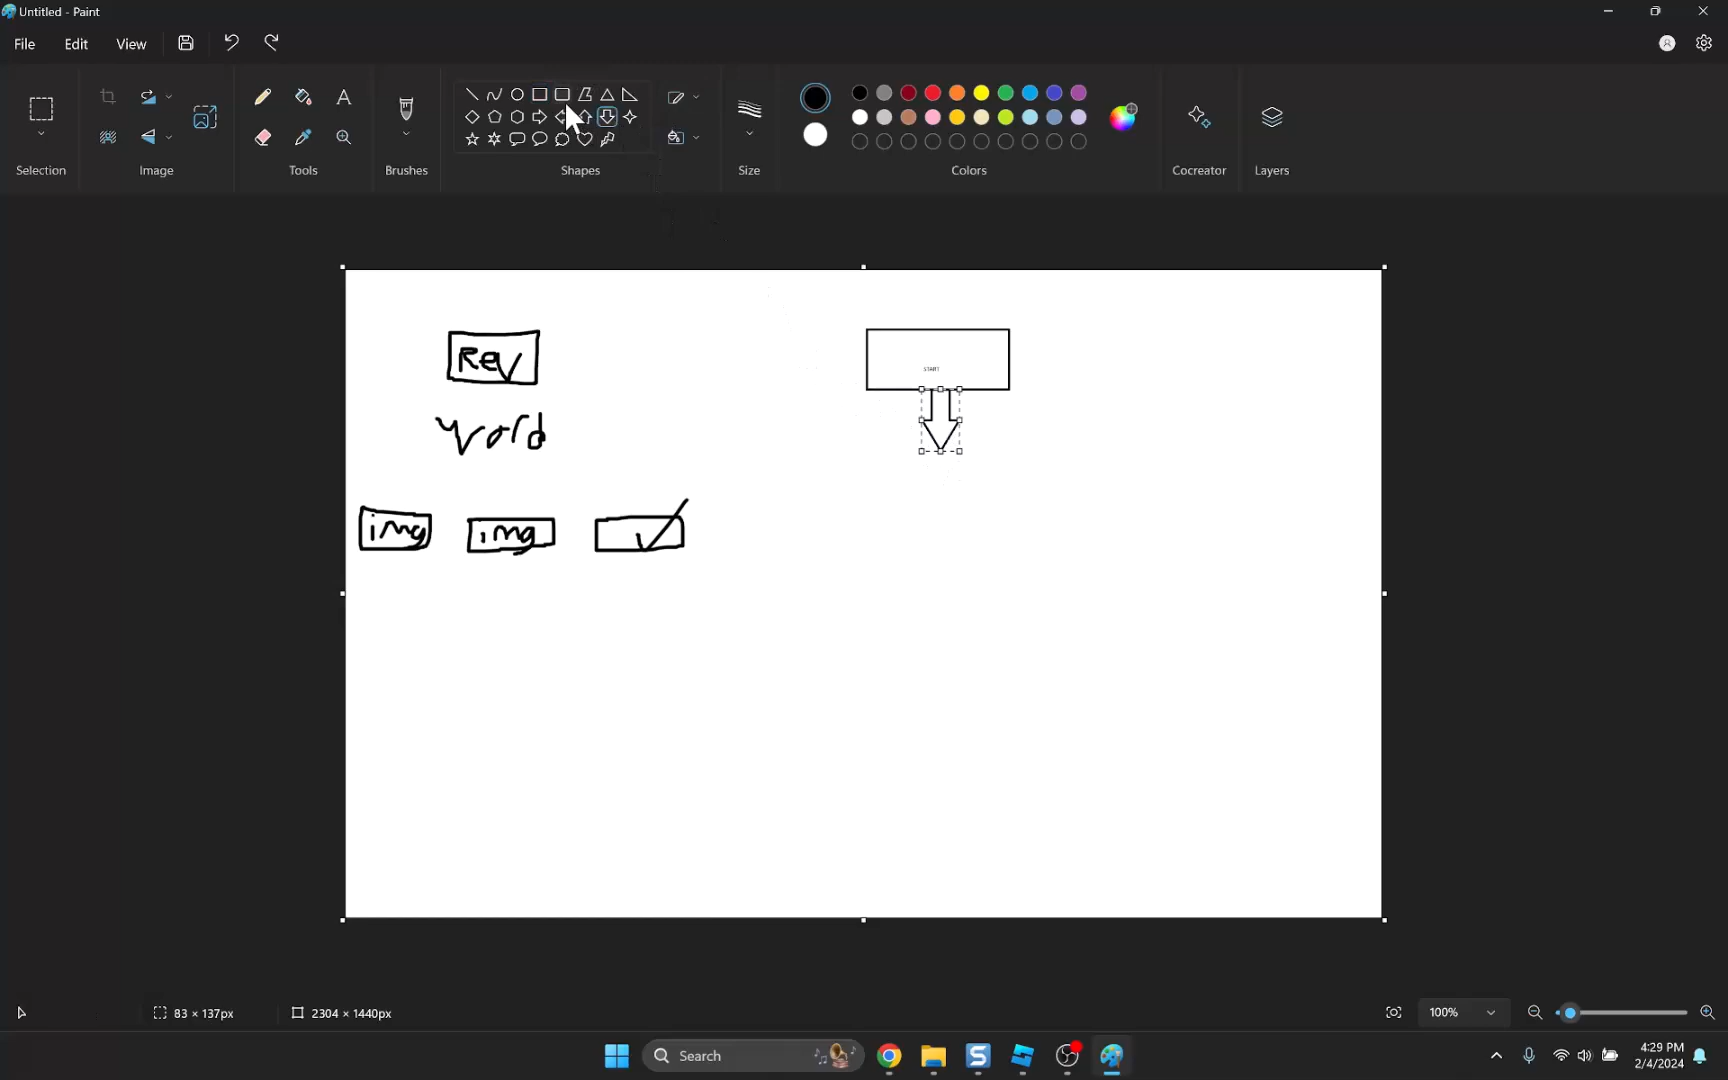 Untitled - Paint
File Edit View
Selection Image Tools Brushes Shapes Size Colors Cocreator Layers
Rev
START
img img
83 × 137px 2304 × 1440px 100%
Search
4:29 PM
2/4/2024